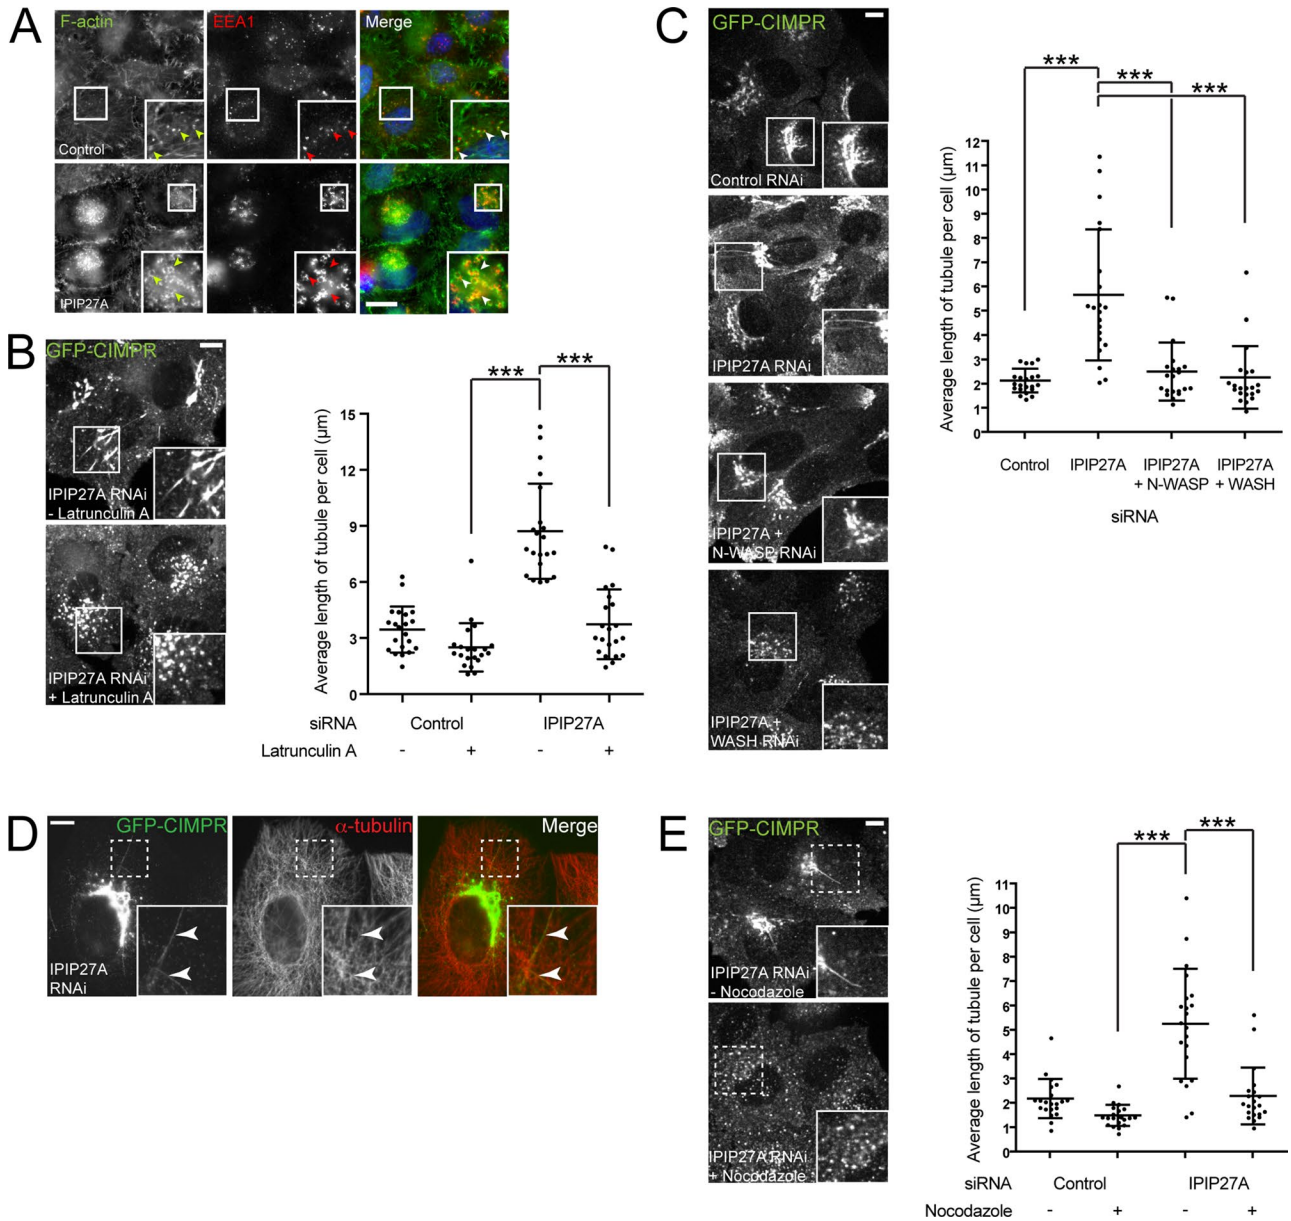 A
F-actin
EEA1
Merge
Control
IPIP27A
B
GFP-CIMPR
IPIP27A RNAi
- Latrunculin A
IPIP27A RNAi
+ Latrunculin A
***
***
Average length of tubule per cell (µm)
15
12
9
6
3
0
siRNA
Control
IPIP27A
Latrunculin A
-
+
-
+
C
GFP-CIMPR
Control RNAi
IPIP27A RNAi
IPIP27A +
N-WASP RNAi
IPIP27A +
WASH RNAi
***
***
***
Average length of tubule per cell (µm)
12
11
10
9
8
7
6
5
4
3
2
1
0
Control
IPIP27A
IPIP27A
+ N-WASP
IPIP27A
+ WASH
siRNA
D
GFP-CIMPR
α-tubulin
Merge
IPIP27A
RNAi
E
GFP-CIMPR
IPIP27A RNAi
- Nocodazole
IPIP27A RNAi
+ Nocodazole
***
***
Average length of tubule per cell (µm)
11
10
9
8
7
6
5
4
3
2
1
0
siRNA
Control
IPIP27A
Nocodazole
-
+
-
+